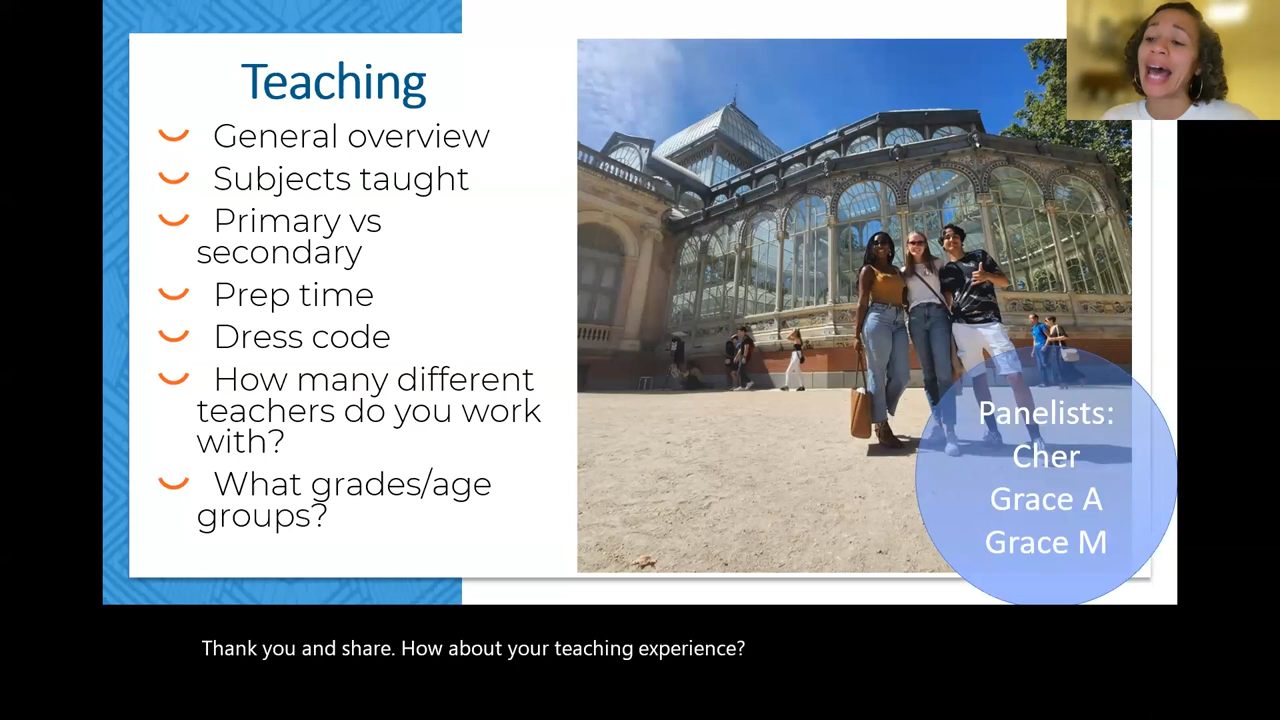 Teaching
General overview
Subjects taught
Primary vs
secondary
Prep time
Dress code
How many different
teachers do you work
with?
What grades/age
groups?
Panelists:
Cher
Grace A
Grace M
Thank you and share. How about your teaching experience?